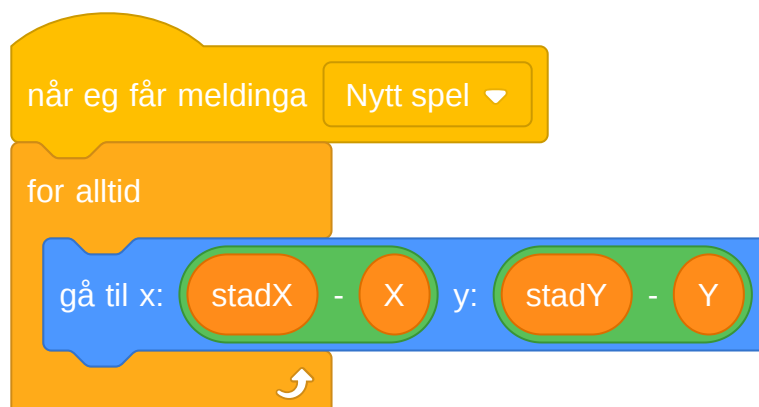 når eg får meldinga Nytt spel
for alltid
gå til x: stadX - X y: stadY - Y